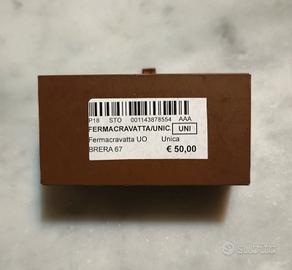 P18 STO 001143878554 AAA
FERMACRAVATTA/UNIC. UNI
Fermacravatta UO Unica
BRERA 67 € 50,00
subito